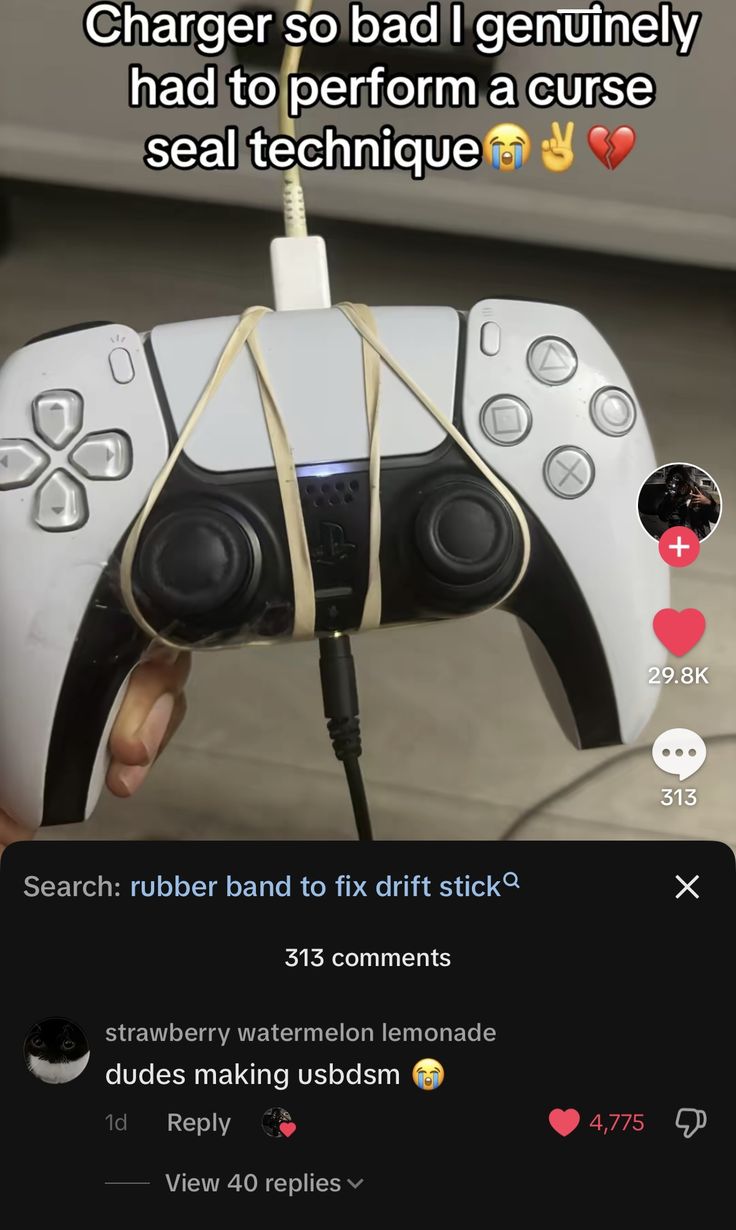 Charger so bad I genuinely
had to perform a curse
seal technique😭✌️💔
29.8K
313
Search: rubber band to fix drift stick
313 comments
strawberry watermelon lemonade
dudes making usbdsm 😭
1d Reply 4,775
View 40 replies